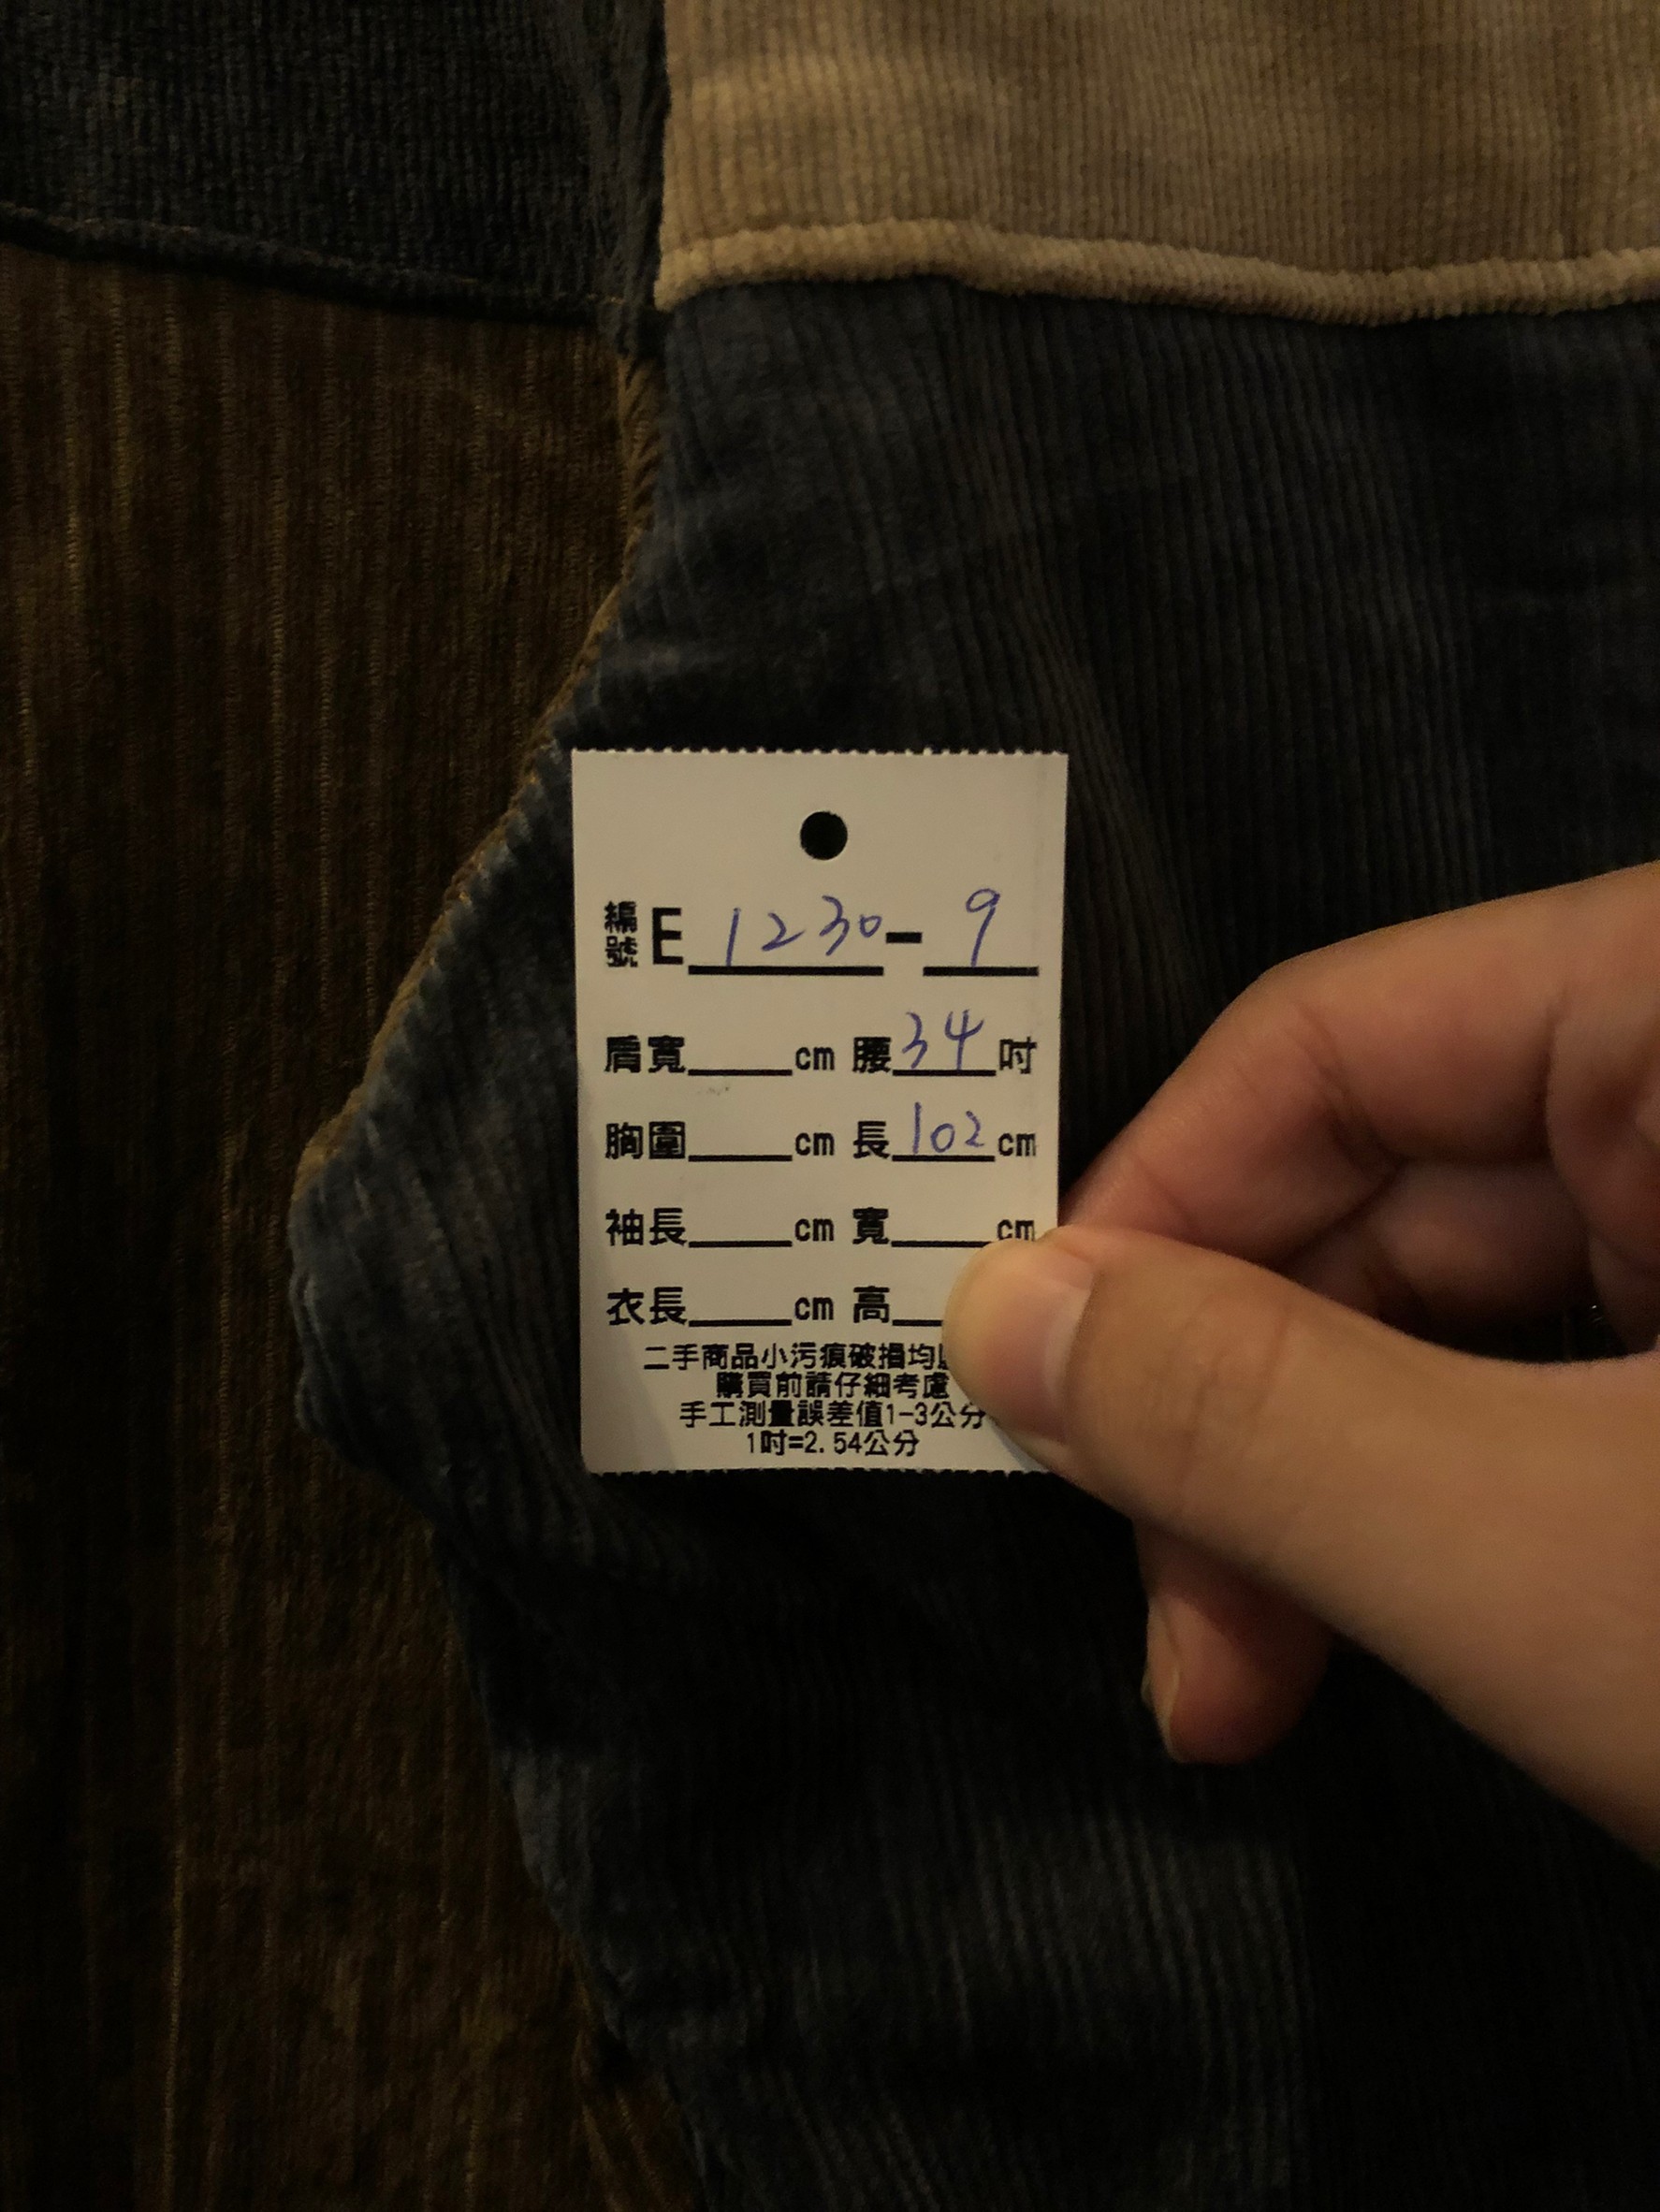 編號 E 1230-9
肩寬 cm 腰 34 吋
胸圍 cm 長 102 cm
袖長 cm 寬 cm
衣長 cm 高
二手商品小污痕破損均
購買前請仔細考慮
手工測量誤差值1-3公分
1吋=2.54公分